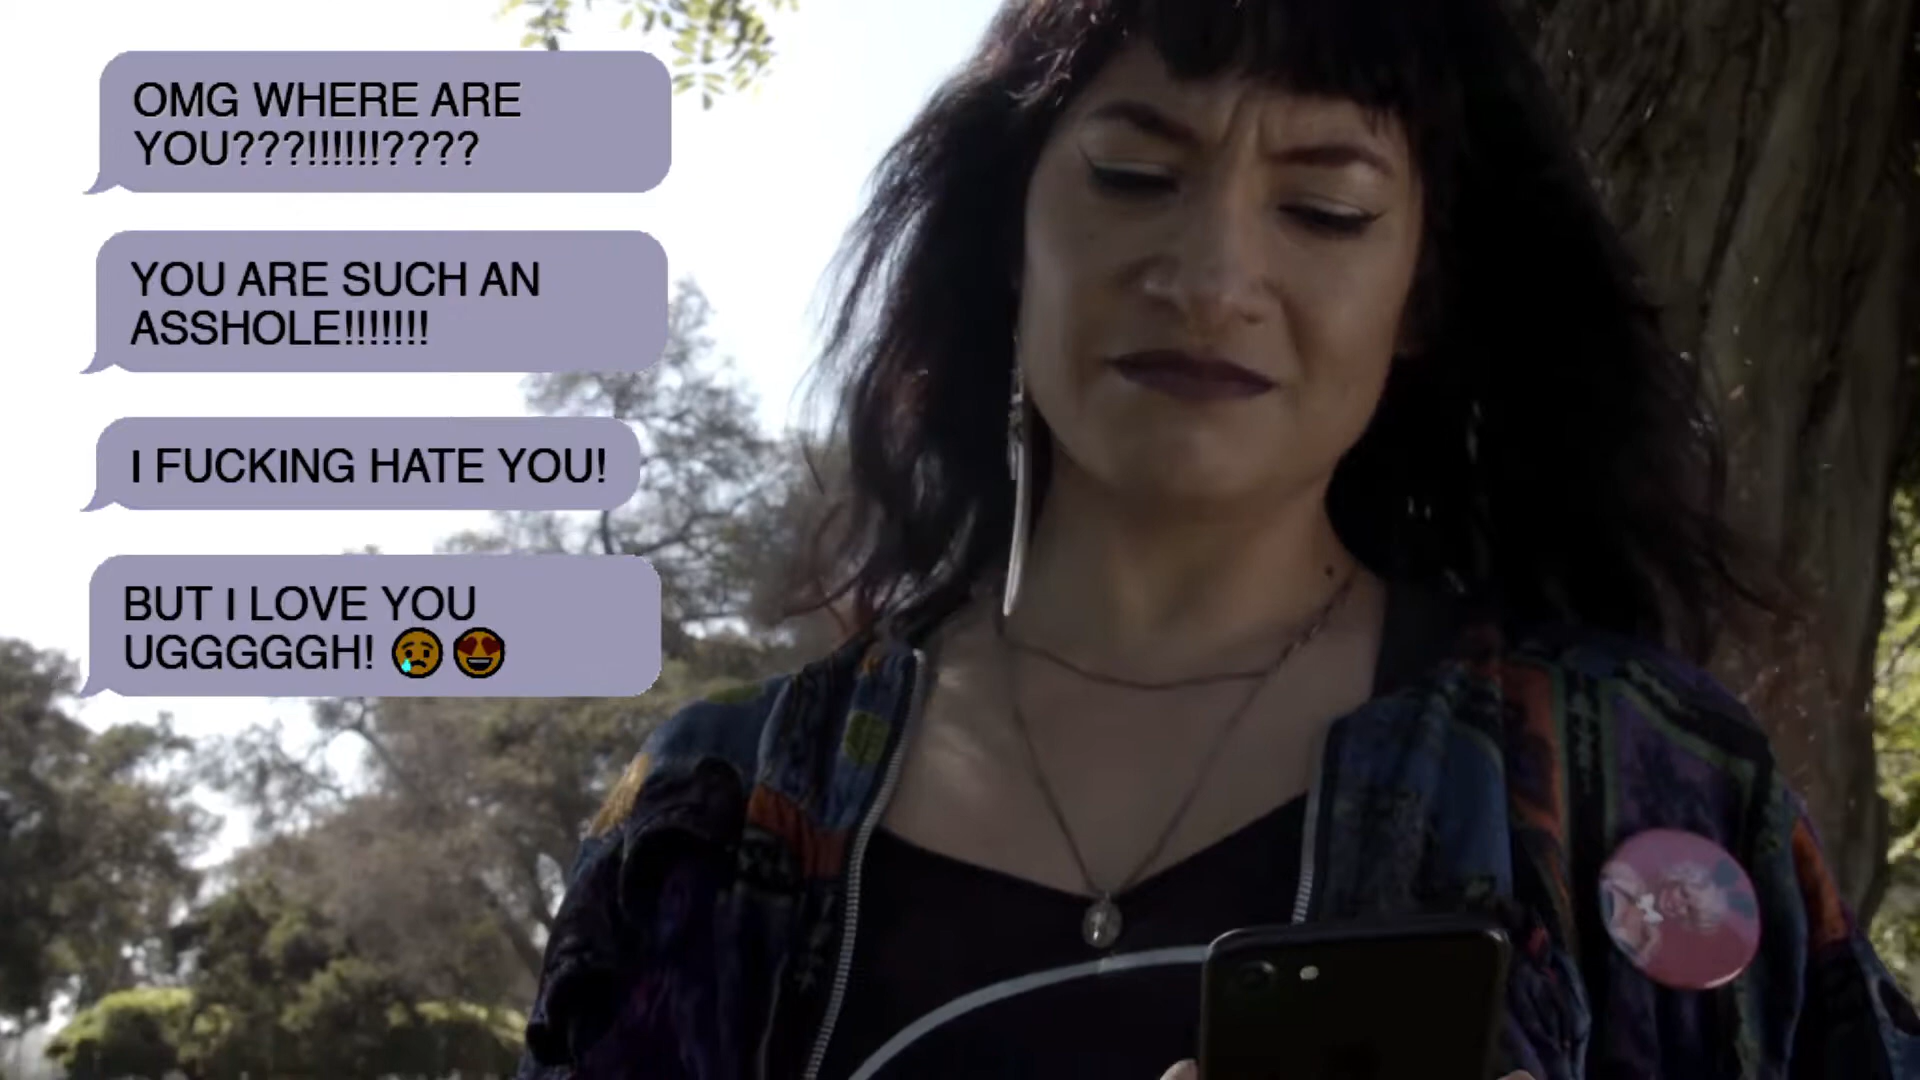 OMG WHERE ARE
YOU???!!!!!!????
YOU ARE SUCH AN
ASSHOLE!!!!!!!
I FUCKING HATE YOU!
BUT I LOVE YOU
UGGGGGH! 😢😍